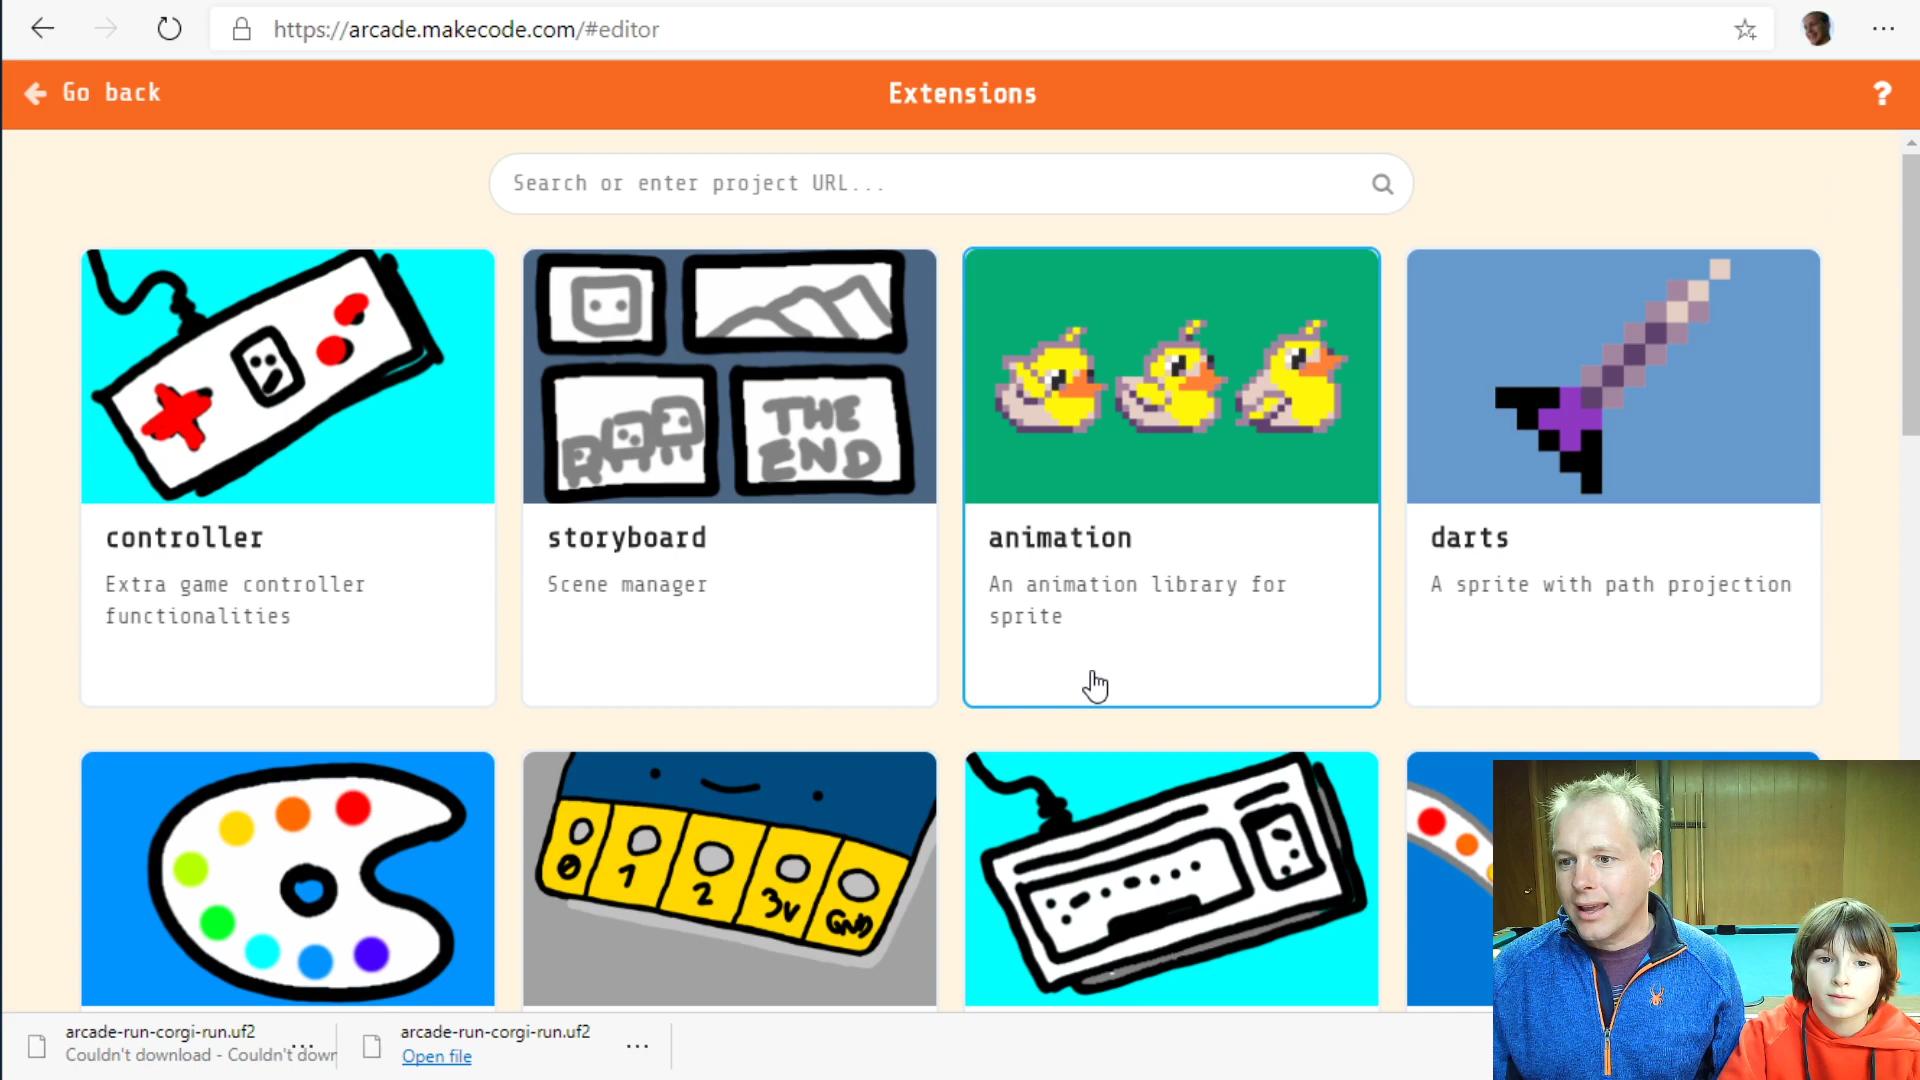 https://arcade.makecode.com/#editor
Go back
Extensions
?
Search or enter project URL...
THE
END
controller
Extra game controller
functionalities
storyboard
Scene manager
animation
An animation library for
sprite
darts
A sprite with path projection
0 1 2 3V GND
arcade-run-corgi-run.uf2
Couldn't download - Couldn't down
arcade-run-corgi-run.uf2
Open file